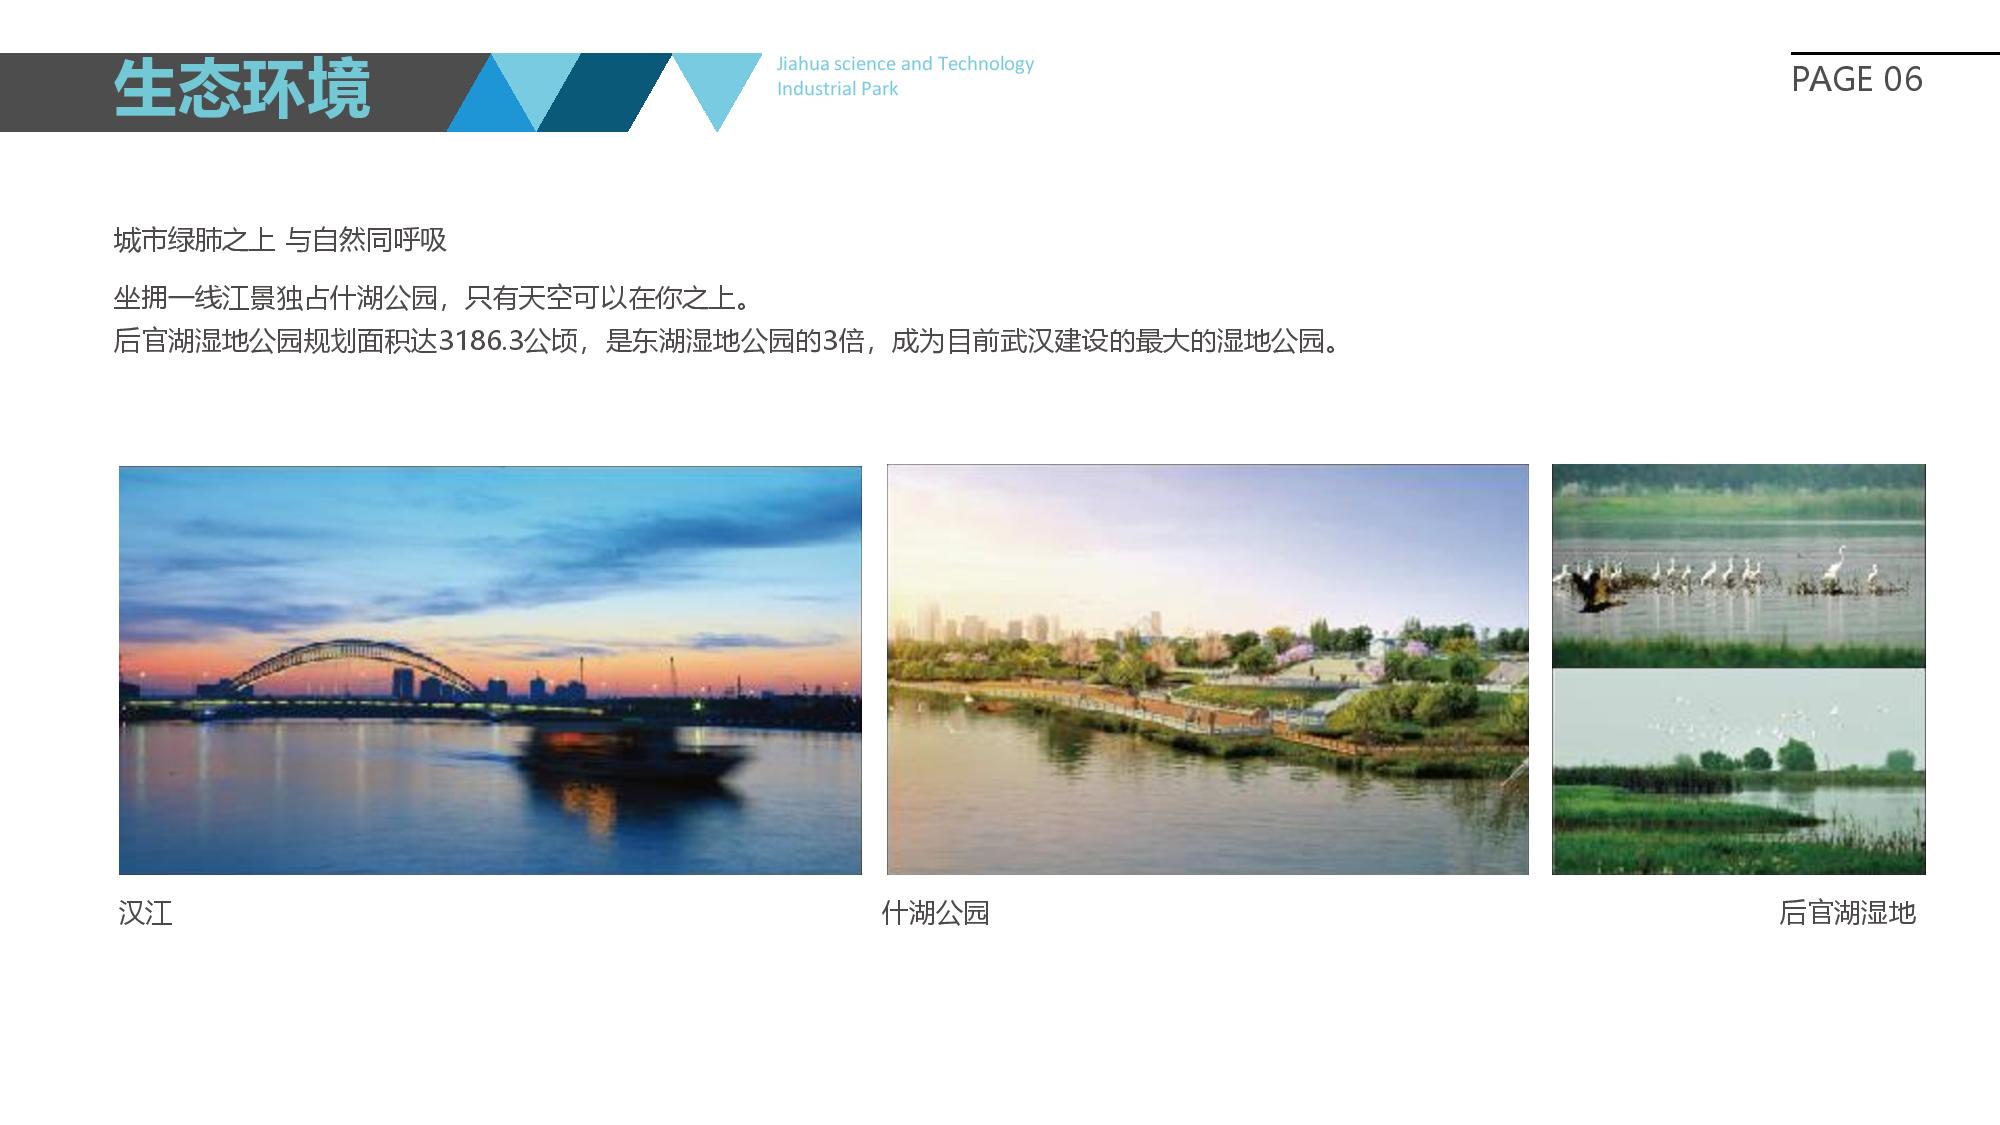 生态环境
Jiahua science and Technology
Industrial Park
PAGE 06
城市绿肺之上 与自然同呼吸
坐拥一线江景独占什湖公园，只有天空可以在你之上。
后官湖湿地公园规划面积达3186.3公顷，是东湖湿地公园的3倍，成为目前武汉建设的最大的湿地公园。
汉江
什湖公园
后官湖湿地